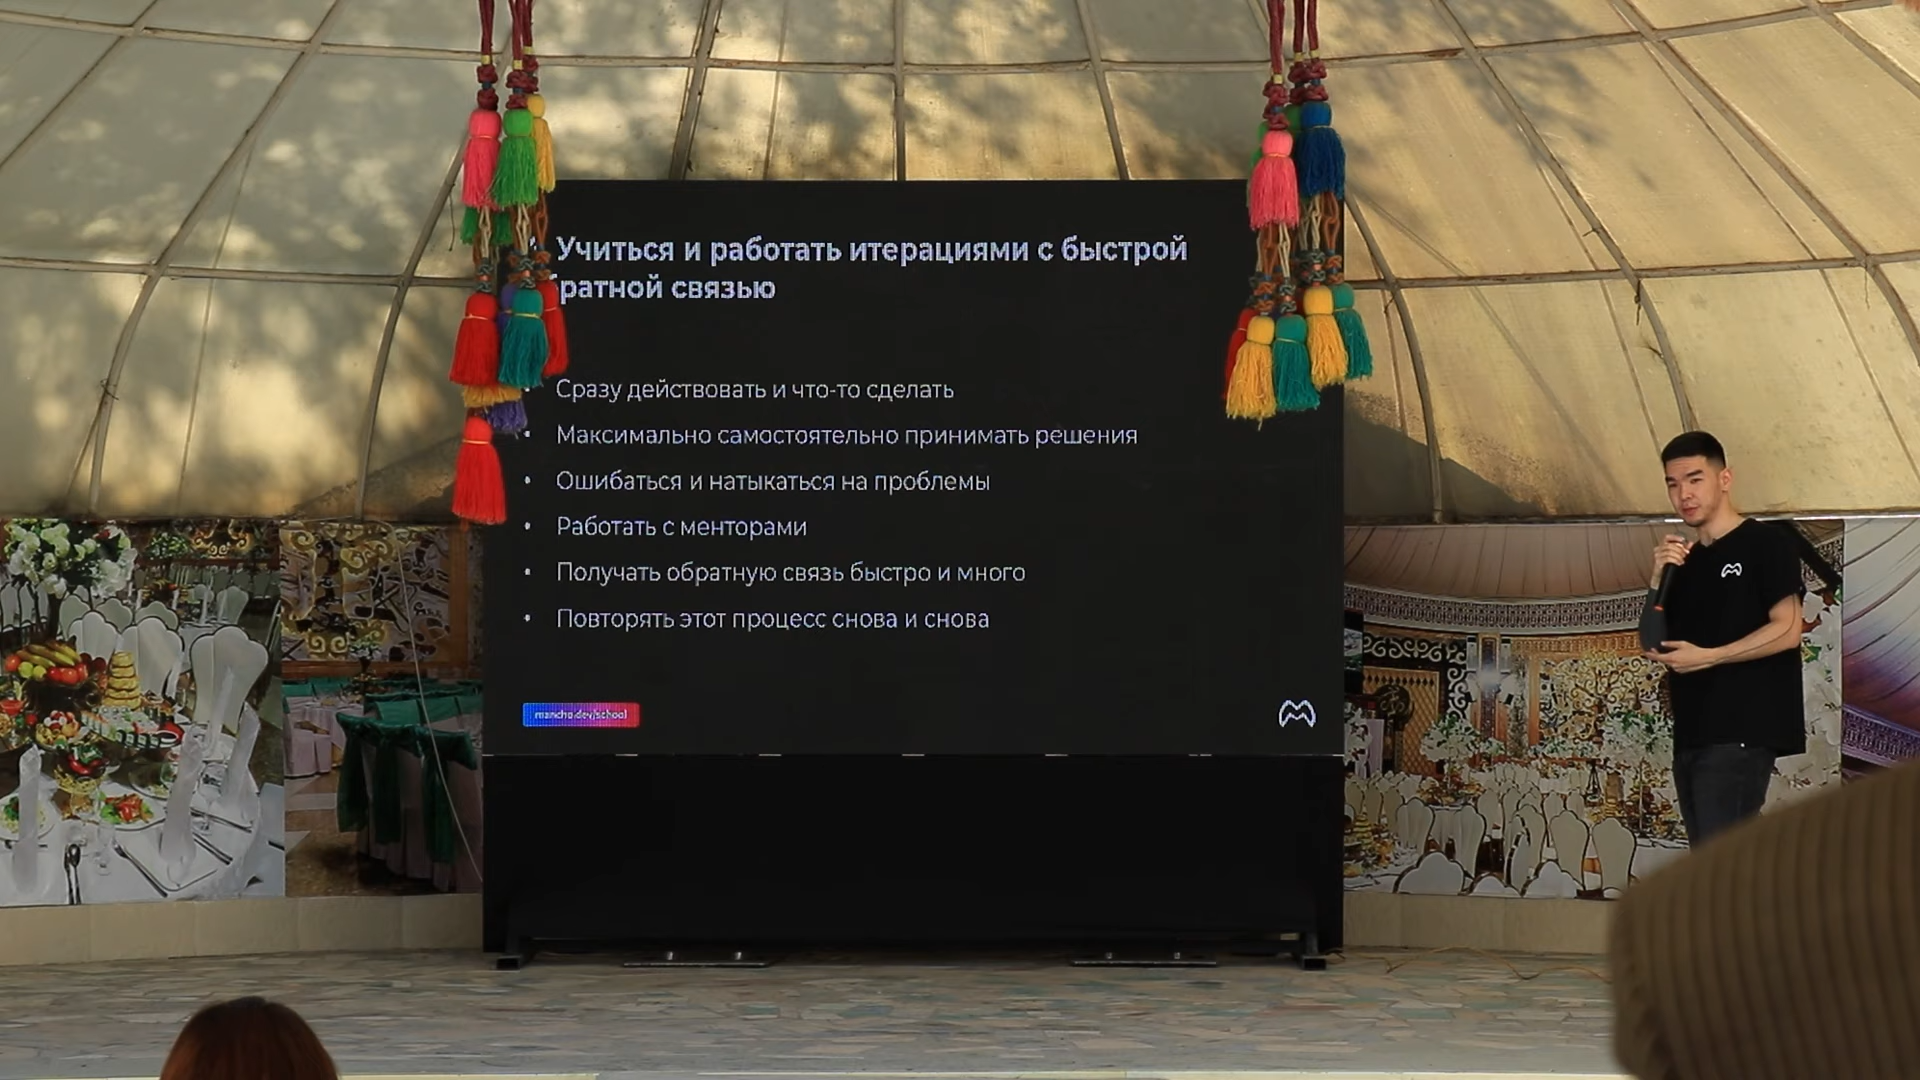 Учиться и работать итерациями с быстрой
братной связью
Сразу действовать и что-то сделать
Максимально самостоятельно принимать решения
Ошибаться и натыкаться на проблемы
Работать с менторами
Получать обратную связь быстро и много
Повторять этот процесс снова и снова
mancho.dev/school